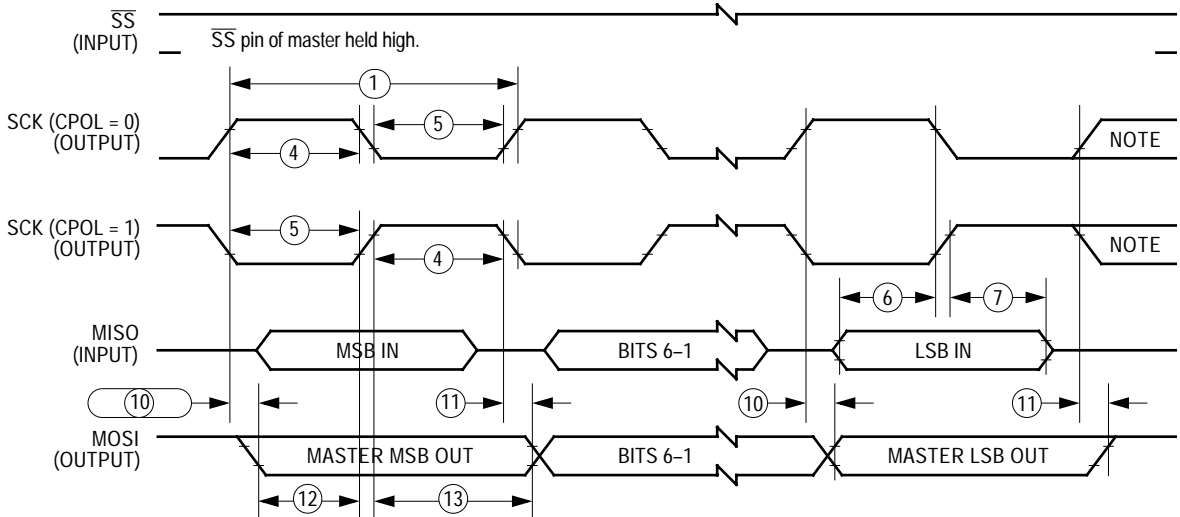 SS
(INPUT)
SS pin of master held high.
1
SCK (CPOL = 0)
(OUTPUT)
5
4
NOTE
SCK (CPOL = 1)
(OUTPUT)
5
4
NOTE
6
7
MISO
(INPUT)
MSB IN
BITS 6–1
LSB IN
10
11
10
11
MOSI
(OUTPUT)
MASTER MSB OUT
BITS 6–1
MASTER LSB OUT
12
13